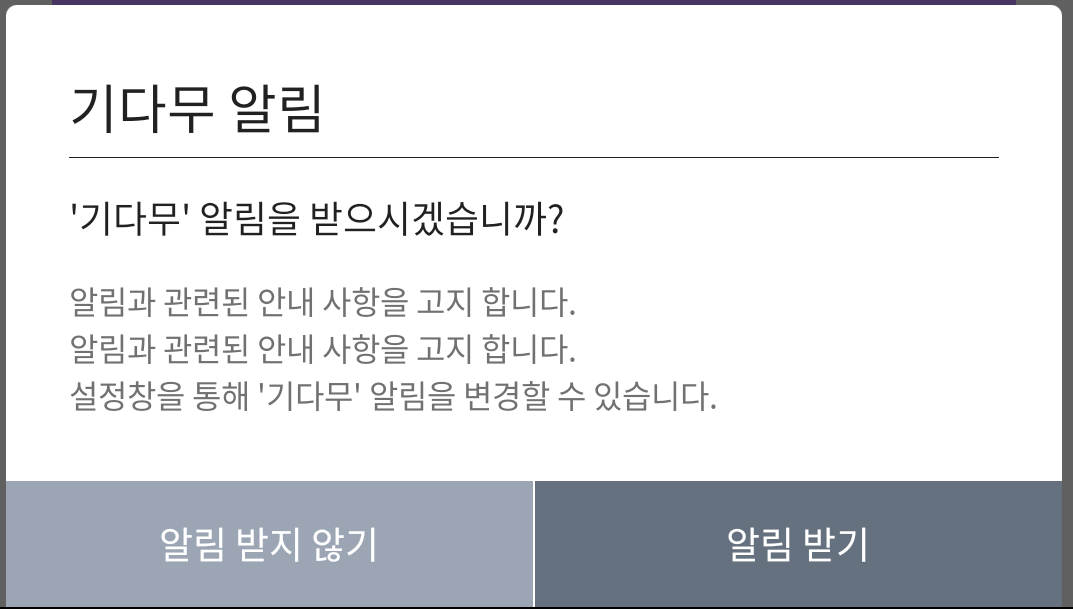 기다무 알림
'기다무' 알림을 받으시겠습니까?
알림과 관련된 안내 사항을 고지 합니다.
알림과 관련된 안내 사항을 고지 합니다.
설정창을 통해 '기다무' 알림을 변경할 수 있습니다.
알림 받지 않기
알림 받기